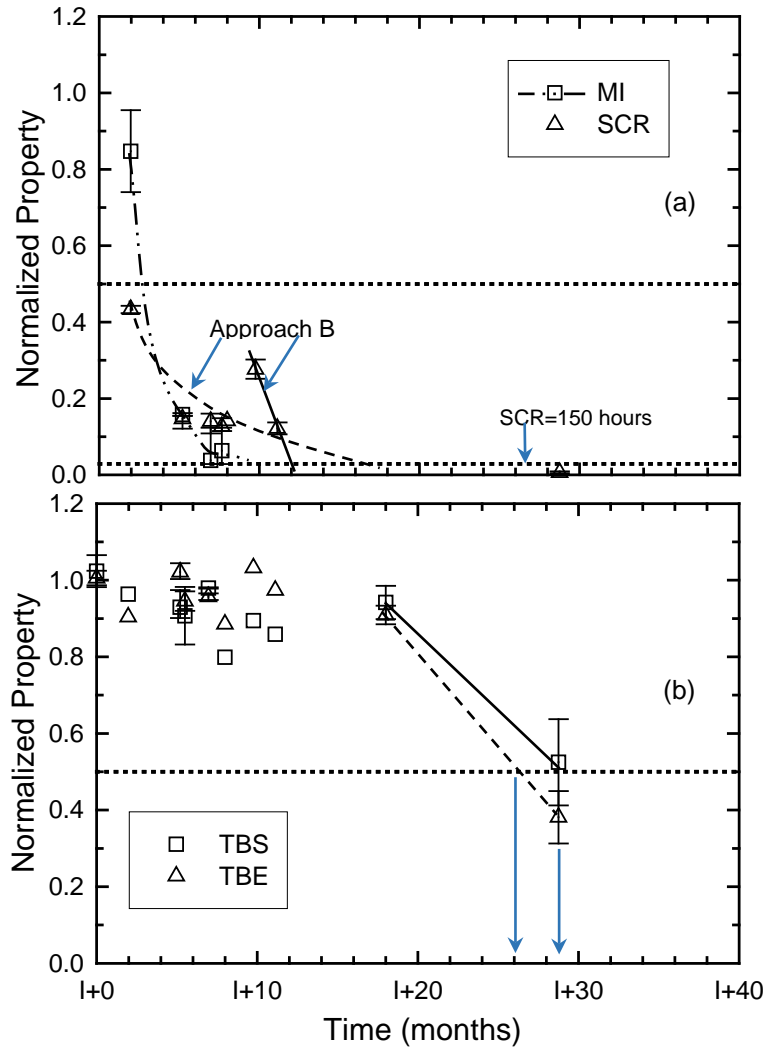 1.2
1.0
0.8
0.6
0.4
0.2
0.0
Normalized Property
MI
SCR
(a)
Approach B
SCR=150 hours
1.2
1.0
0.8
0.6
0.4
0.2
0.0
Normalized Property
(b)
TBS
TBE
I+0
I+10
I+20
I+30
I+40
Time (months)